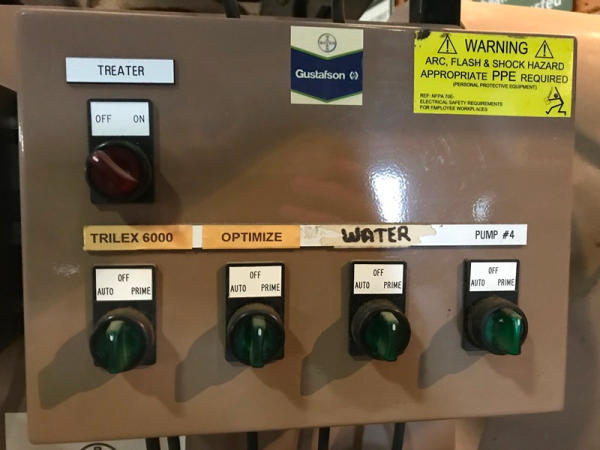 TREATER
OFF ON
Gustafson
WARNING
ARC, FLASH & SHOCK HAZARD
APPROPRIATE PPE REQUIRED
(PERSONAL PROTECTIVE EQUIPMENT)
REF: NFPA 70E-
ELECTRICAL SAFETY REQUIREMENTS
FOR EMPLOYEE WORKPLACES
TRILEX 6000
OPTIMIZE
WATER
PUMP #4
OFF
AUTO PRIME
OFF
AUTO PRIME
OFF
AUTO PRIME
OFF
AUTO PRIME